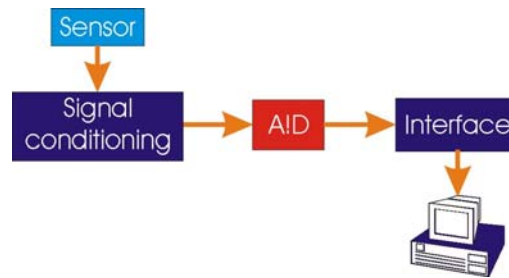 Sensor
Signal
conditioning
A!D
Interface